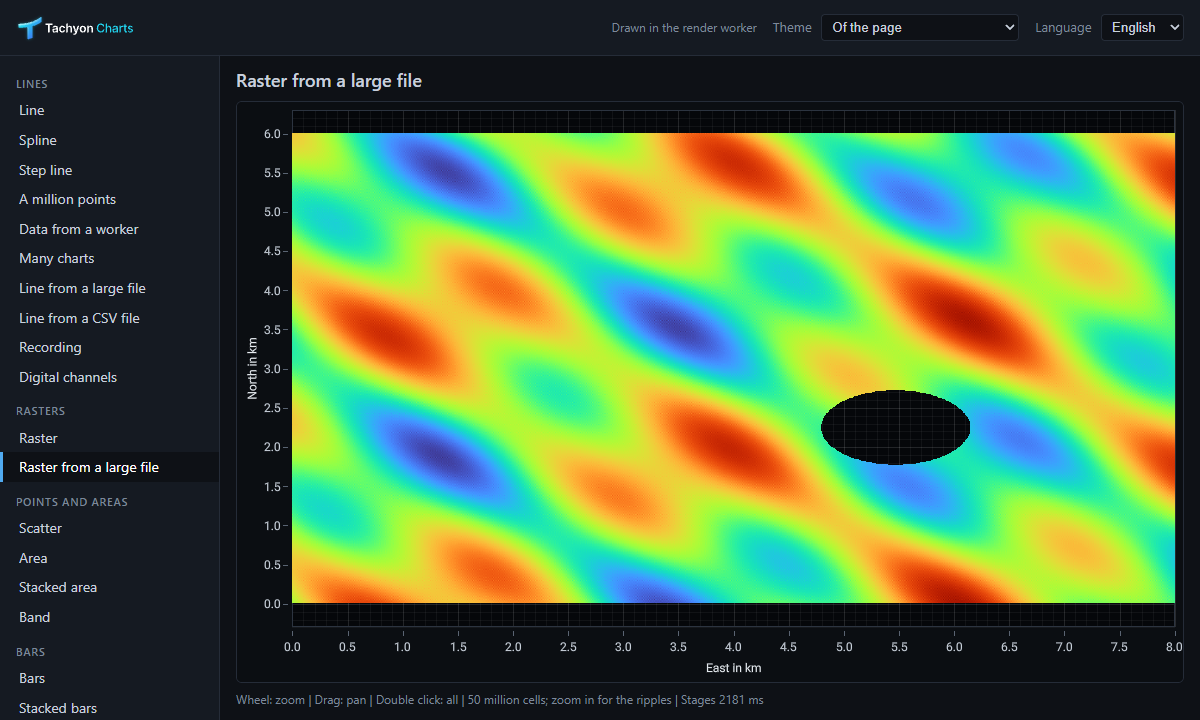 Tachyon Charts
Drawn in the render worker
Theme
Of the page
Language
English
LINES
Line
Spline
Step line
A million points
Data from a worker
Many charts
Line from a large file
Line from a CSV file
Recording
Digital channels
RASTERS
Raster
Raster from a large file
POINTS AND AREAS
Scatter
Area
Stacked area
Band
BARS
Bars
Stacked bars
Raster from a large file
North in km
6.0
5.5
5.0
4.5
4.0
3.5
3.0
2.5
2.0
1.5
1.0
0.5
0.0
0.0 0.5 1.0 1.5 2.0 2.5 3.0 3.5 4.0 4.5 5.0 5.5 6.0 6.5 7.0 7.5 8.0
East in km
Wheel: zoom | Drag: pan | Double click: all | 50 million cells; zoom in for the ripples | Stages 2181 ms